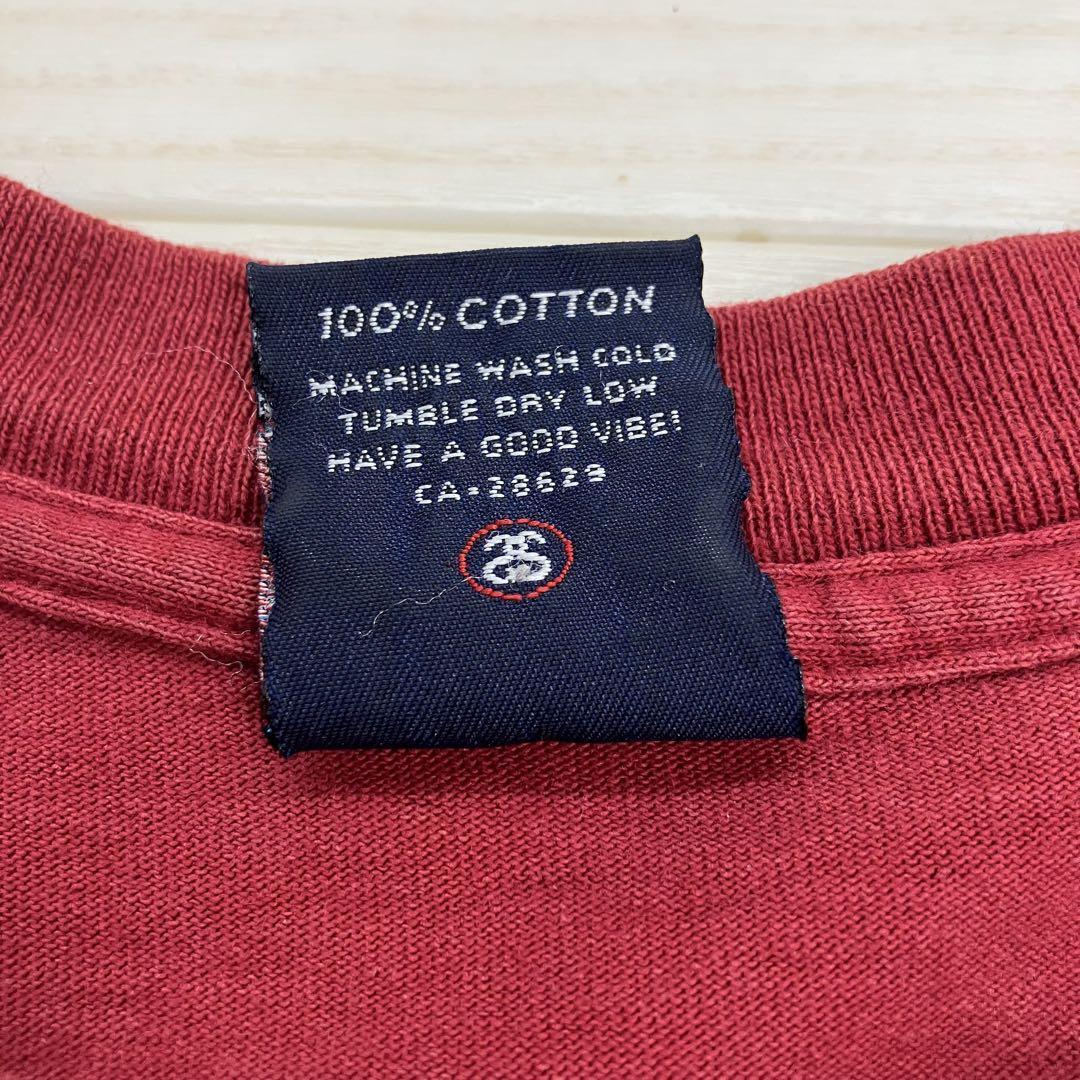 100% COTTON
MACHINE WASH COLD
TUMBLE DRY LOW
HAVE A GOOD VIBE!
CA-28629